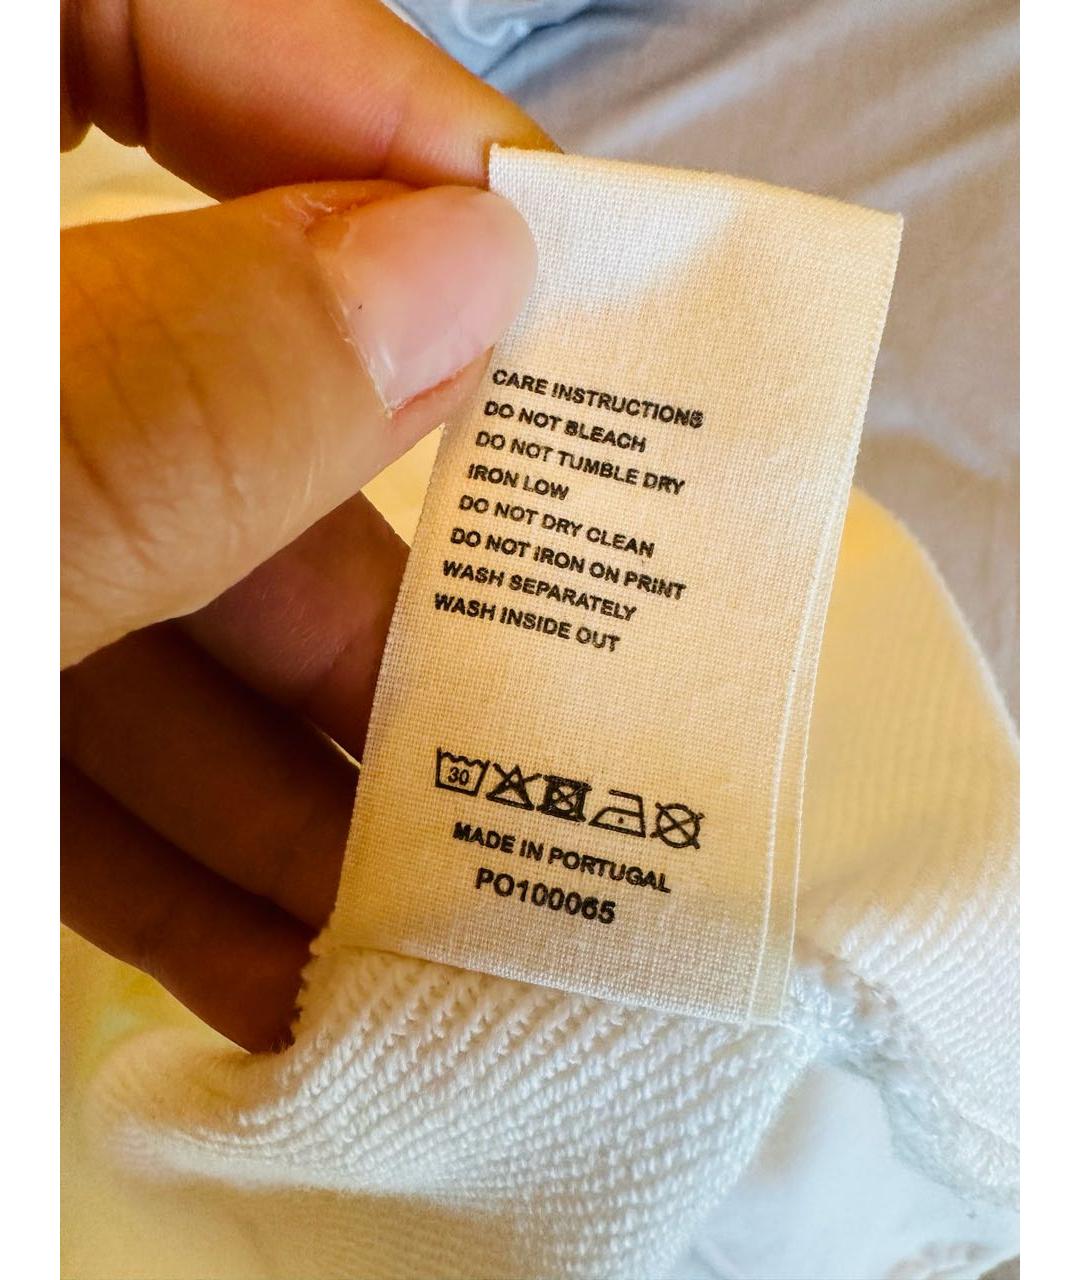 CARE INSTRUCTIONS
DO NOT BLEACH
DO NOT TUMBLE DRY
IRON LOW
DO NOT DRY CLEAN
DO NOT IRON ON PRINT
WASH SEPARATELY
WASH INSIDE OUT
30
MADE IN PORTUGAL
PO100065